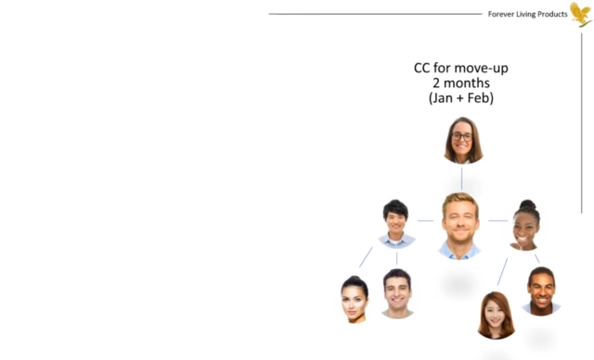 Forever Living Products
CC for move-up
2 months
(Jan + Feb)